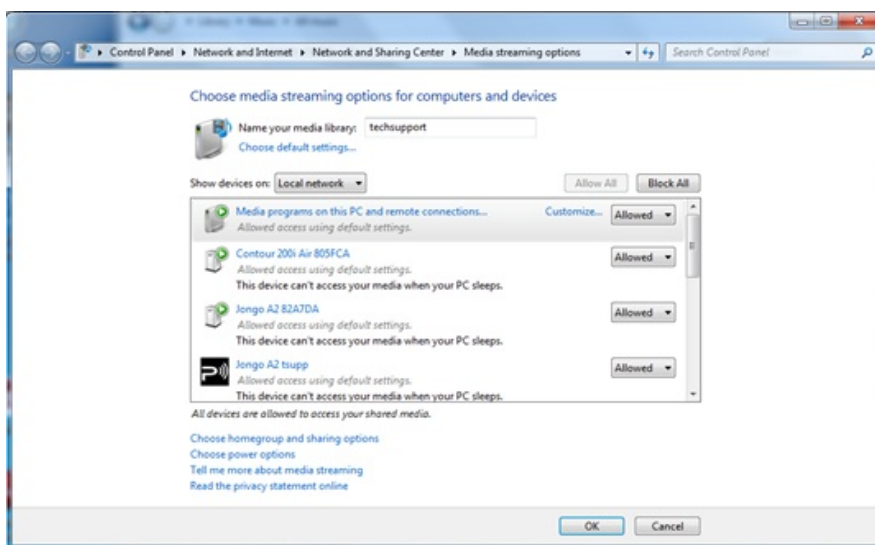 Control Panel ▸ Network and Internet ▸ Network and Sharing Center ▸ Media streaming options
Search Control Panel
Choose media streaming options for computers and devices
Name your media library: techsupport
Choose default settings...
Show devices on: Local network
Allow All
Block All
Media programs on this PC and remote connections...
Customize...
Allowed
Allowed access using default settings.
Contour 200i Air 805FCA
Allowed
Allowed access using default settings.
This device can't access your media when your PC sleeps.
Jongo A2 82A7DA
Allowed
Allowed access using default settings.
This device can't access your media when your PC sleeps.
Jongo A2 tsupp
Allowed
Allowed access using default settings.
This device can't access your media when your PC sleeps.
All devices are allowed to access your shared media.
Choose homegroup and sharing options
Choose power options
Tell me more about media streaming
Read the privacy statement online
OK
Cancel